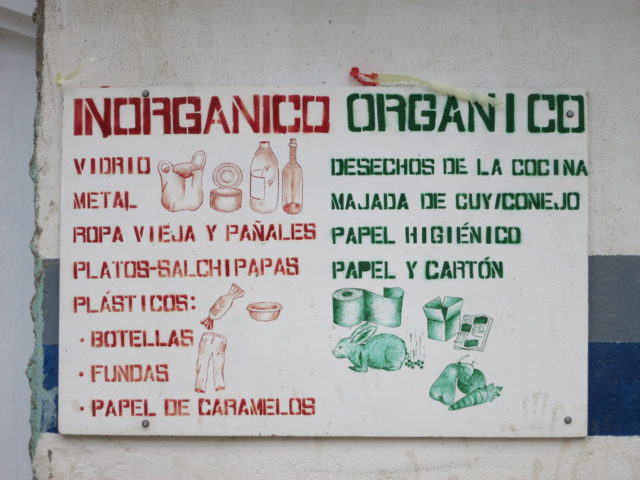 INORGANICO
VIDRIO
METAL
ROPA VIEJA Y PAÑALES
PLATOS-SALCHIPAPAS
PLÁSTICOS:
· BOTELLAS
· FUNDAS
· PAPEL DE CARAMELOS
ORGANICO
DESECHOS DE LA COCINA
MAJADA DE CUY/CONEJO
PAPEL HIGIÉNICO
PAPEL Y CARTÓN